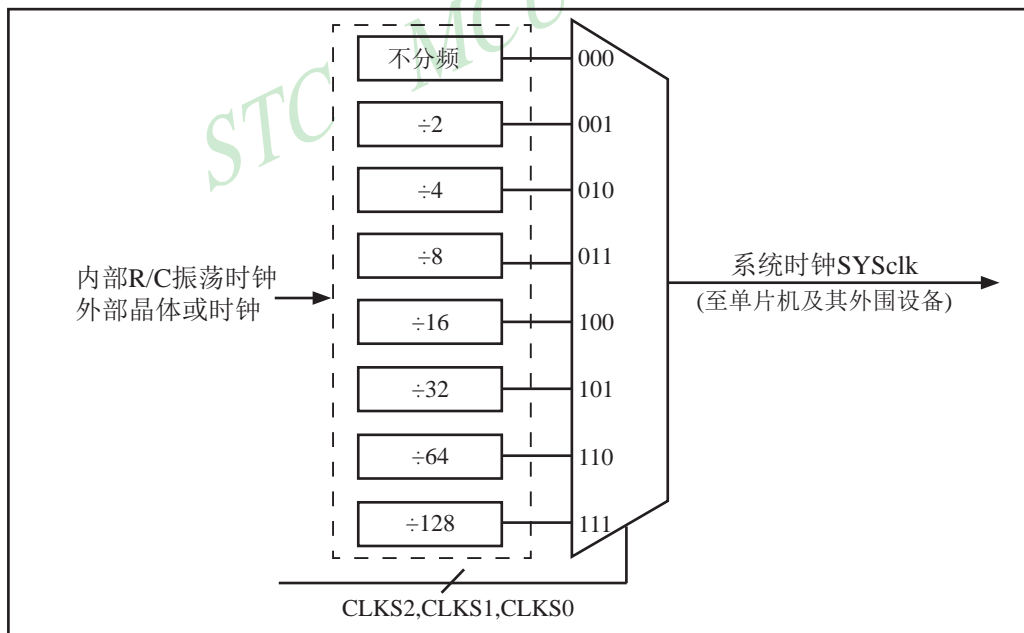 STC MCU
不分频
000
÷2
001
÷4
010
÷8
011
÷16
100
÷32
101
÷64
110
÷128
111
内部R/C振荡时钟
外部晶体或时钟
系统时钟SYSclk
(至单片机及其外围设备)
CLKS2,CLKS1,CLKS0